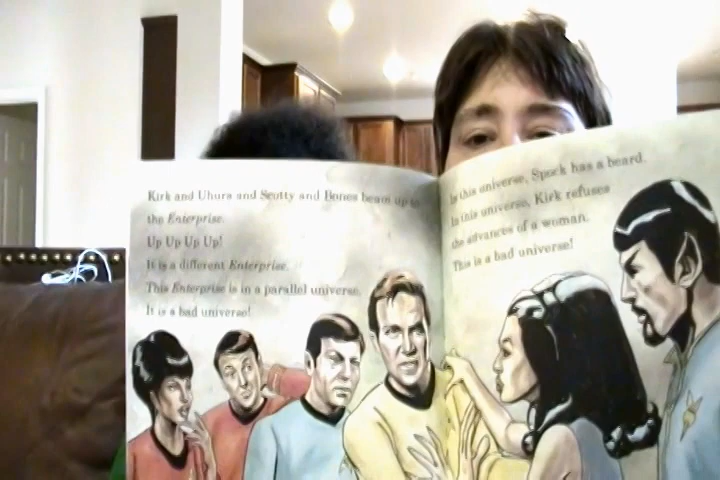 Kirk and Uhura and Scotty and Bones beam up to
the Enterprise.
Up Up Up Up!
It is a different Enterprise.
This Enterprise is in a parallel universe.
It is a bad universe!
In this universe, Spock has a beard.
In this universe, Kirk refuses
the advances of a woman.
This is a bad universe!